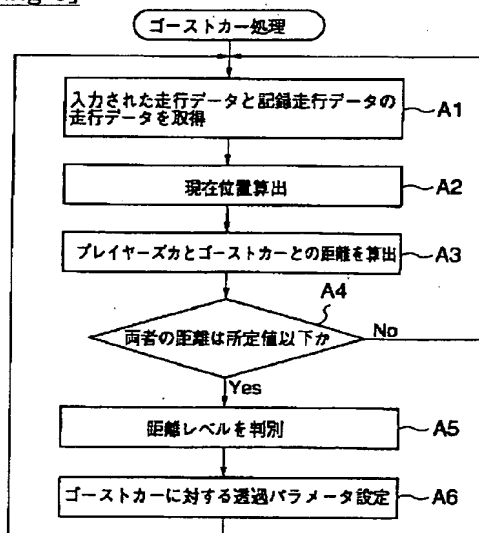 ゴーストカー処理
入力された走行データと記録走行データの
走行データを取得
A1
現在位置算出
A2
プレイヤーズカとゴーストカーとの距離を算出
A3
A4
両者の距離は所定値以下か
No
Yes
距離レベルを判別
A5
ゴーストカーに対する透過パラメータ設定
A6